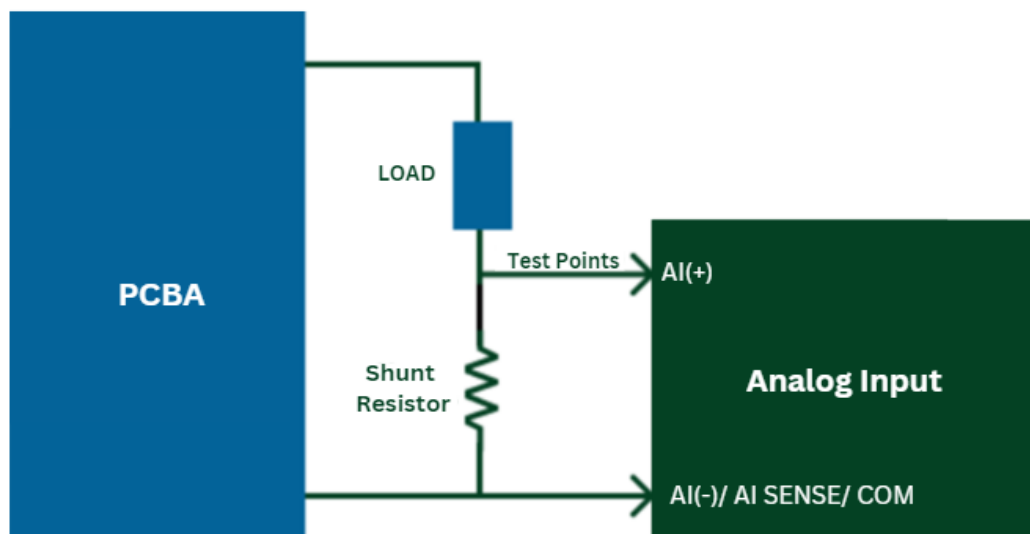 LOAD
Test Points
AI(+)
PCBA
Shunt
Resistor
Analog Input
AI(-)/ AI SENSE/ COM